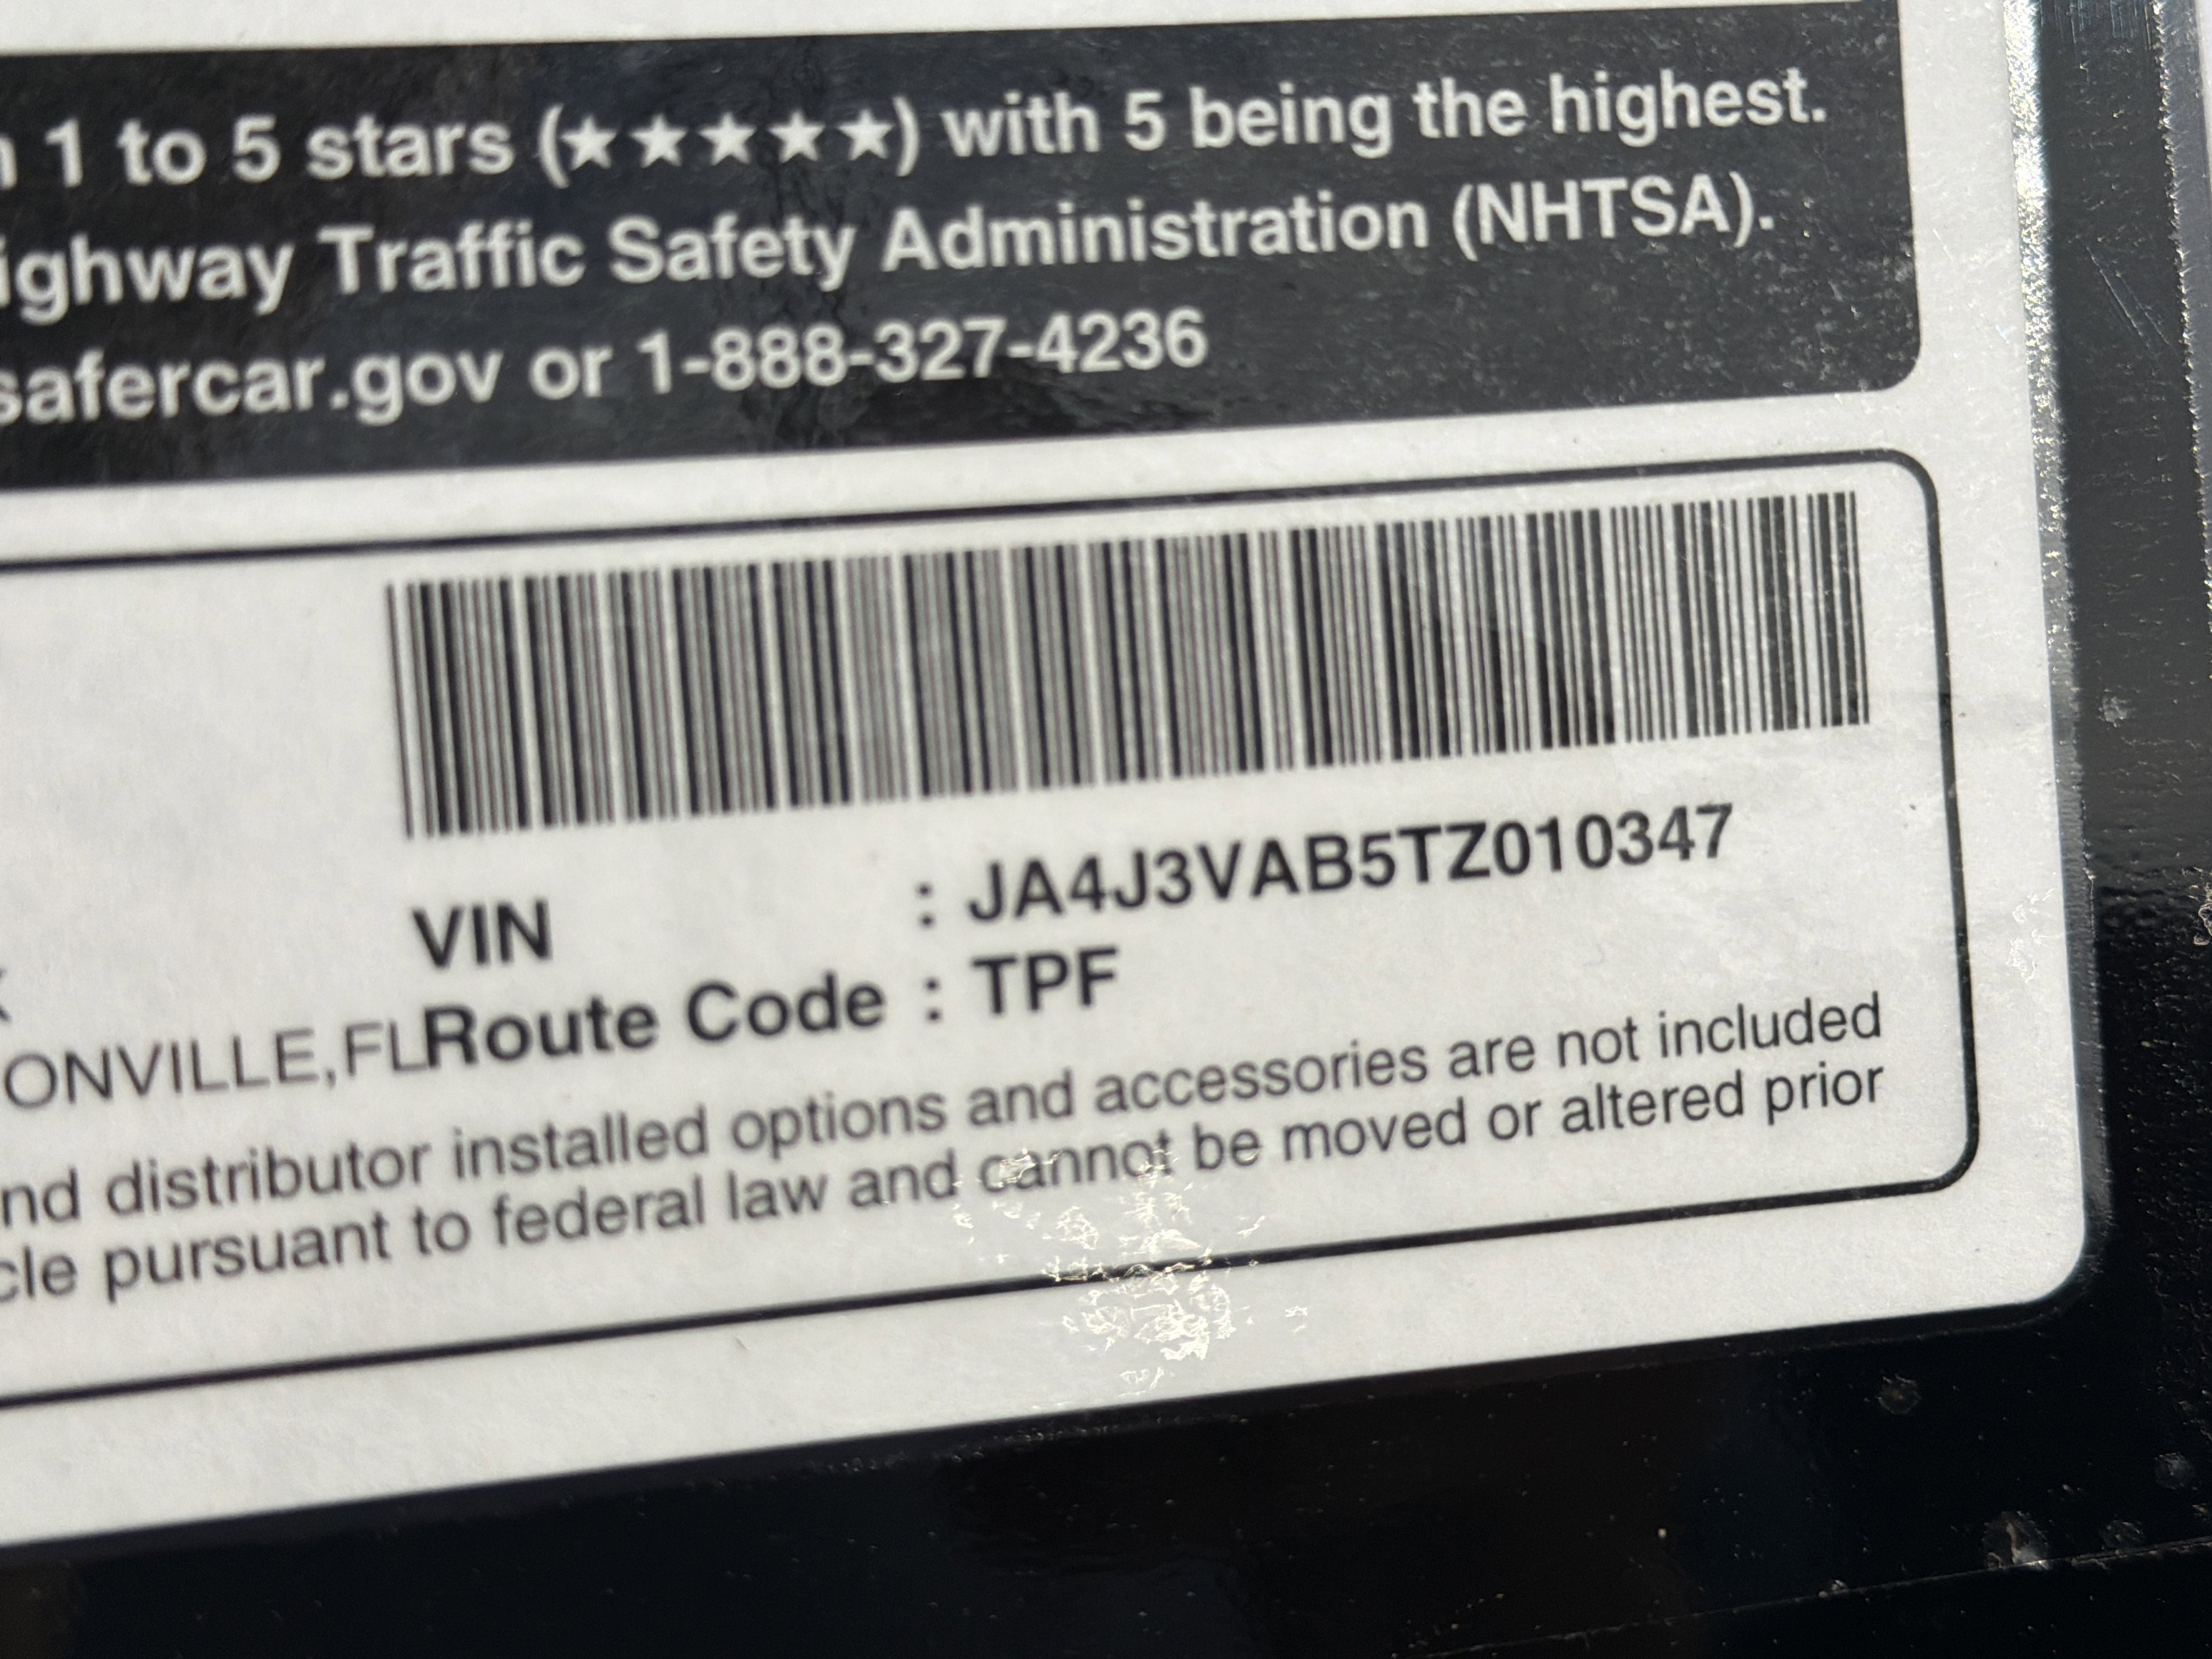 1 to 5 stars (★★★★★) with 5 being the highest.
ighway Traffic Safety Administration (NHTSA).
safercar.gov or 1-888-327-4236
VIN : JA4J3VAB5TZ010347
ONVILLE,FL Route Code : TPF
nd distributor installed options and accessories are not included
cle pursuant to federal law and cannot be moved or altered prior